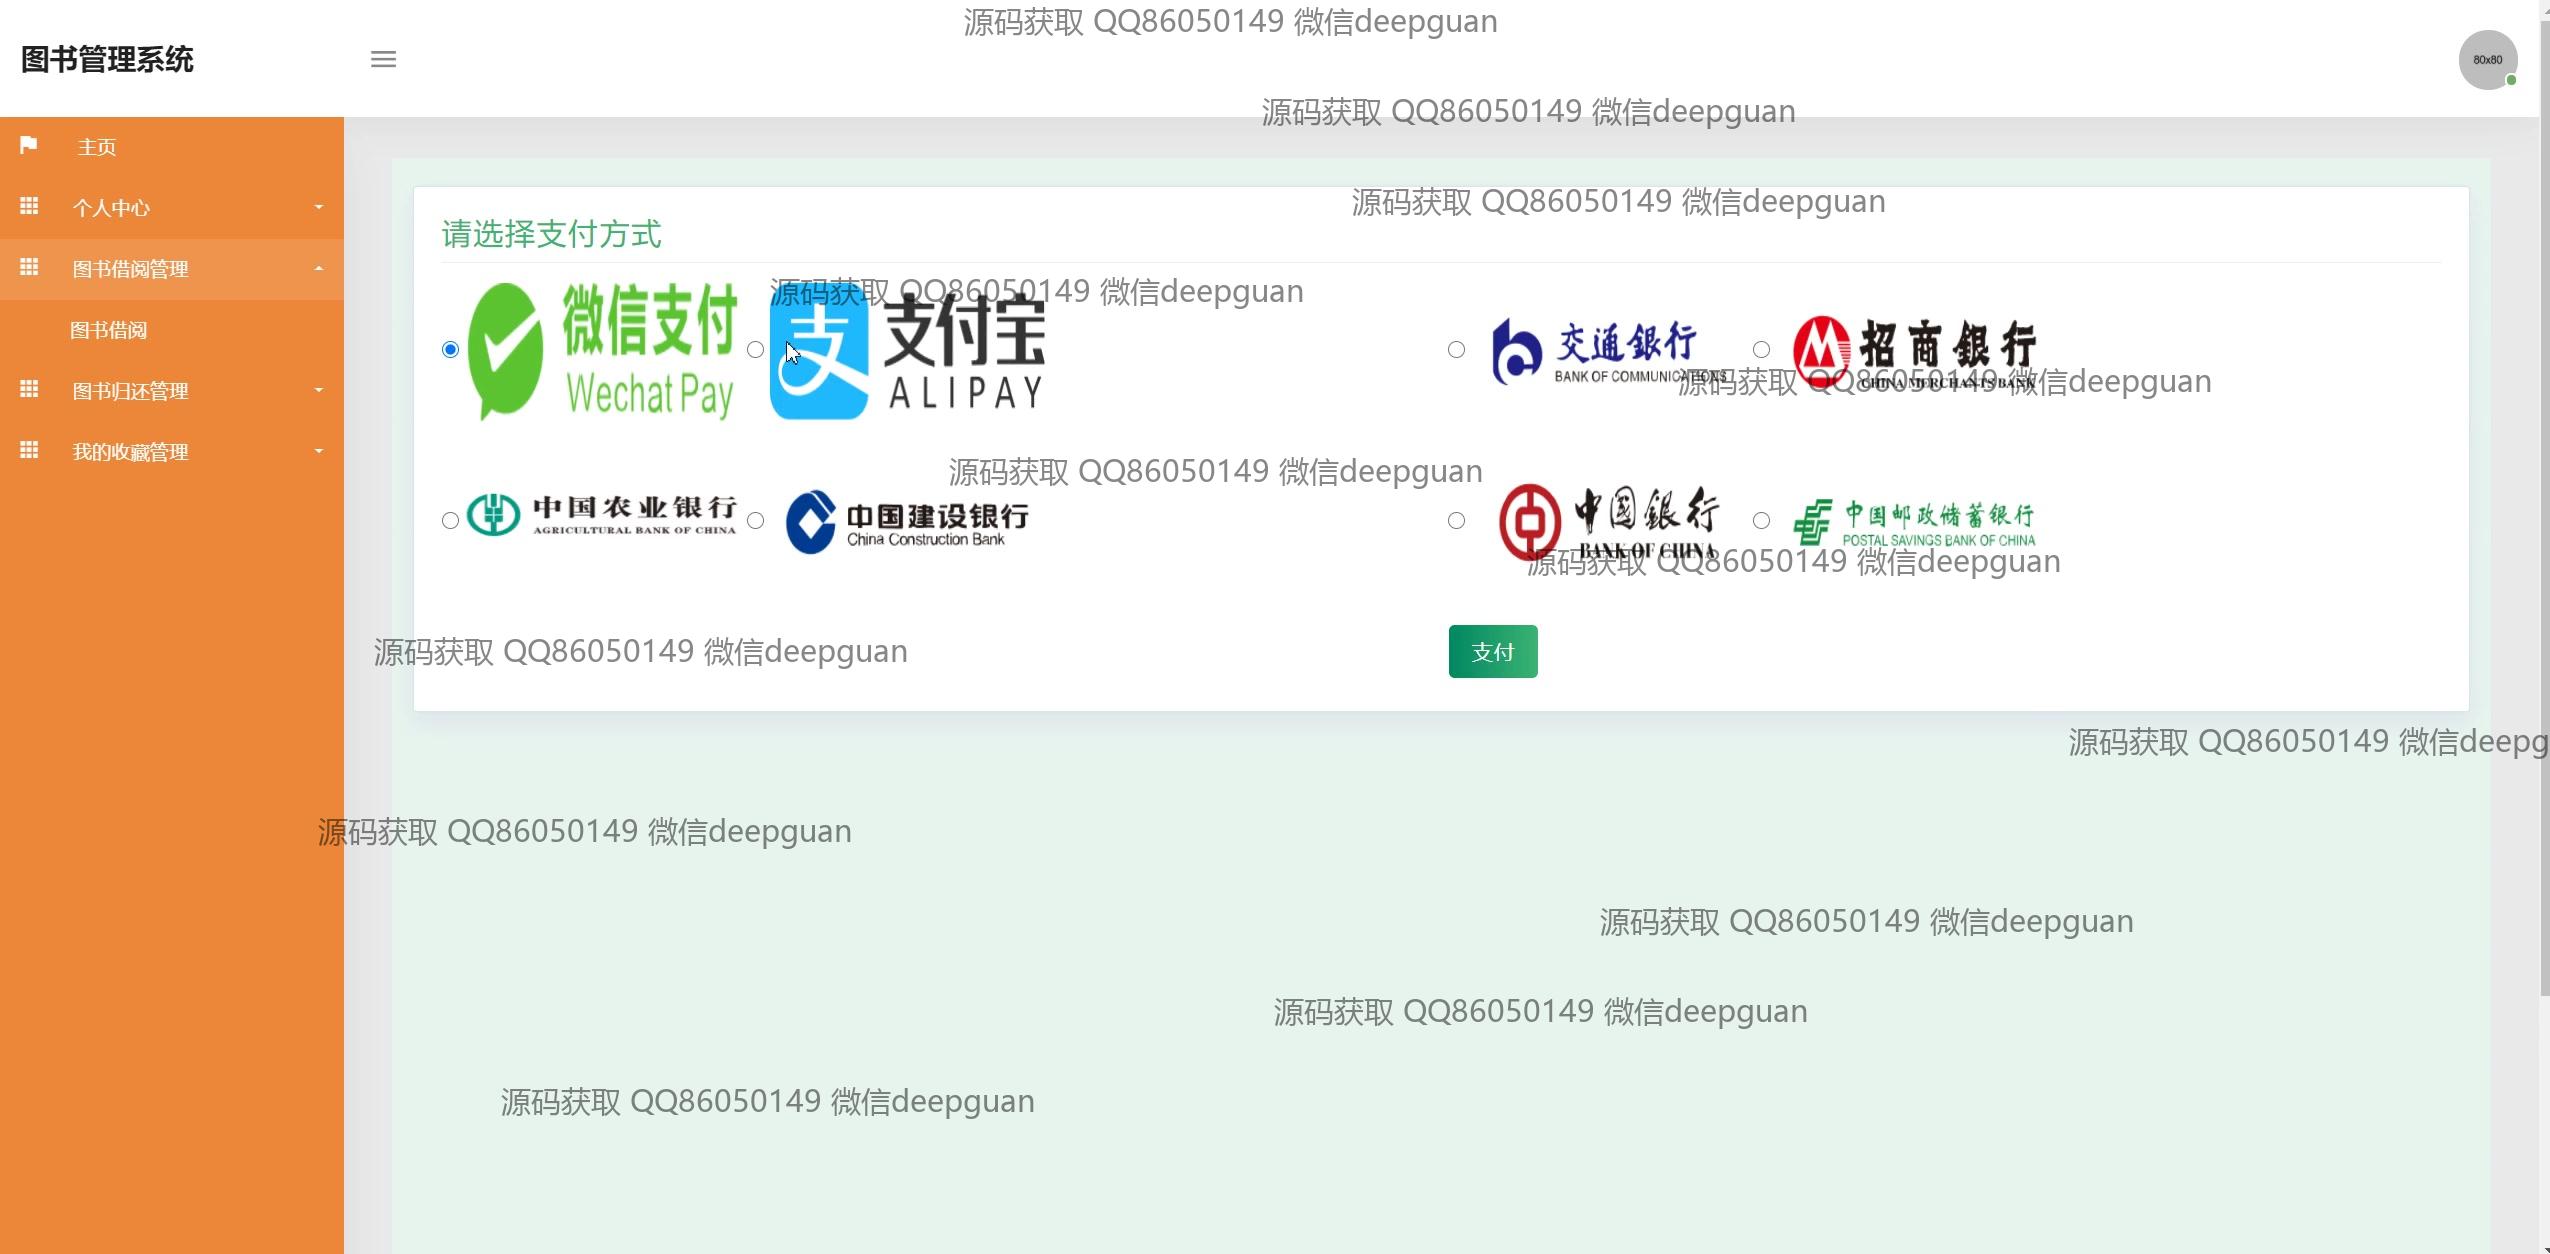 源码获取 QQ86050149 微信deepguan
图书管理系统
80x80
源码获取 QQ86050149 微信deepguan
主页
个人中心
源码获取 QQ86050149 微信deepguan
请选择支付方式
图书借阅管理
源码获取 QQ86050149 微信deepguan
微信支付
Wechat Pay
支
支付宝
ALIPAY
交通銀行
BANK OF COMMUNICATIONS
招商銀行
CHINA MERCHANTS BANK
图书借阅
源码获取 QQ86050149 微信deepguan
图书归还管理
我的收藏管理
源码获取 QQ86050149 微信deepguan
中国农业银行
AGRICULTURAL BANK OF CHINA
中国建设银行
China Construction Bank
中國銀行
BANK OF CHINA
中国邮政储蓄银行
POSTAL SAVINGS BANK OF CHINA
源码获取 QQ86050149 微信deepguan
源码获取 QQ86050149 微信deepguan
支付
源码获取 QQ86050149 微信deepg
源码获取 QQ86050149 微信deepguan
源码获取 QQ86050149 微信deepguan
源码获取 QQ86050149 微信deepguan
源码获取 QQ86050149 微信deepguan